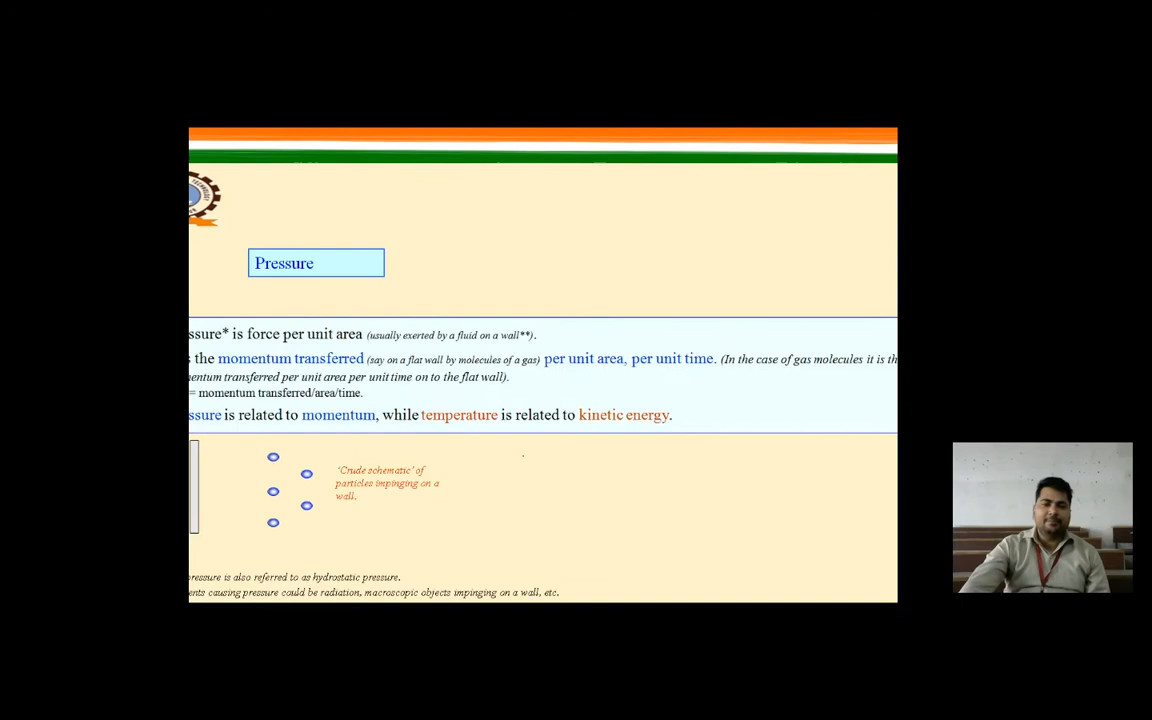 Pressure
ssure* is force per unit area (usually exerted by a fluid on a wall**).
the momentum transferred (say on a flat wall by molecules of a gas) per unit area, per unit time. (In the case of gas molecules it is th
entum transferred per unit area per unit time on to the flat wall).
= momentum transferred/area/time.
ssure is related to momentum, while temperature is related to kinetic energy.
'Crude schematic' of
particles impinging on a
wall.
pressure is also referred to as hydrostatic pressure.
ents causing pressure could be radiation, macroscopic objects impinging on a wall, etc.